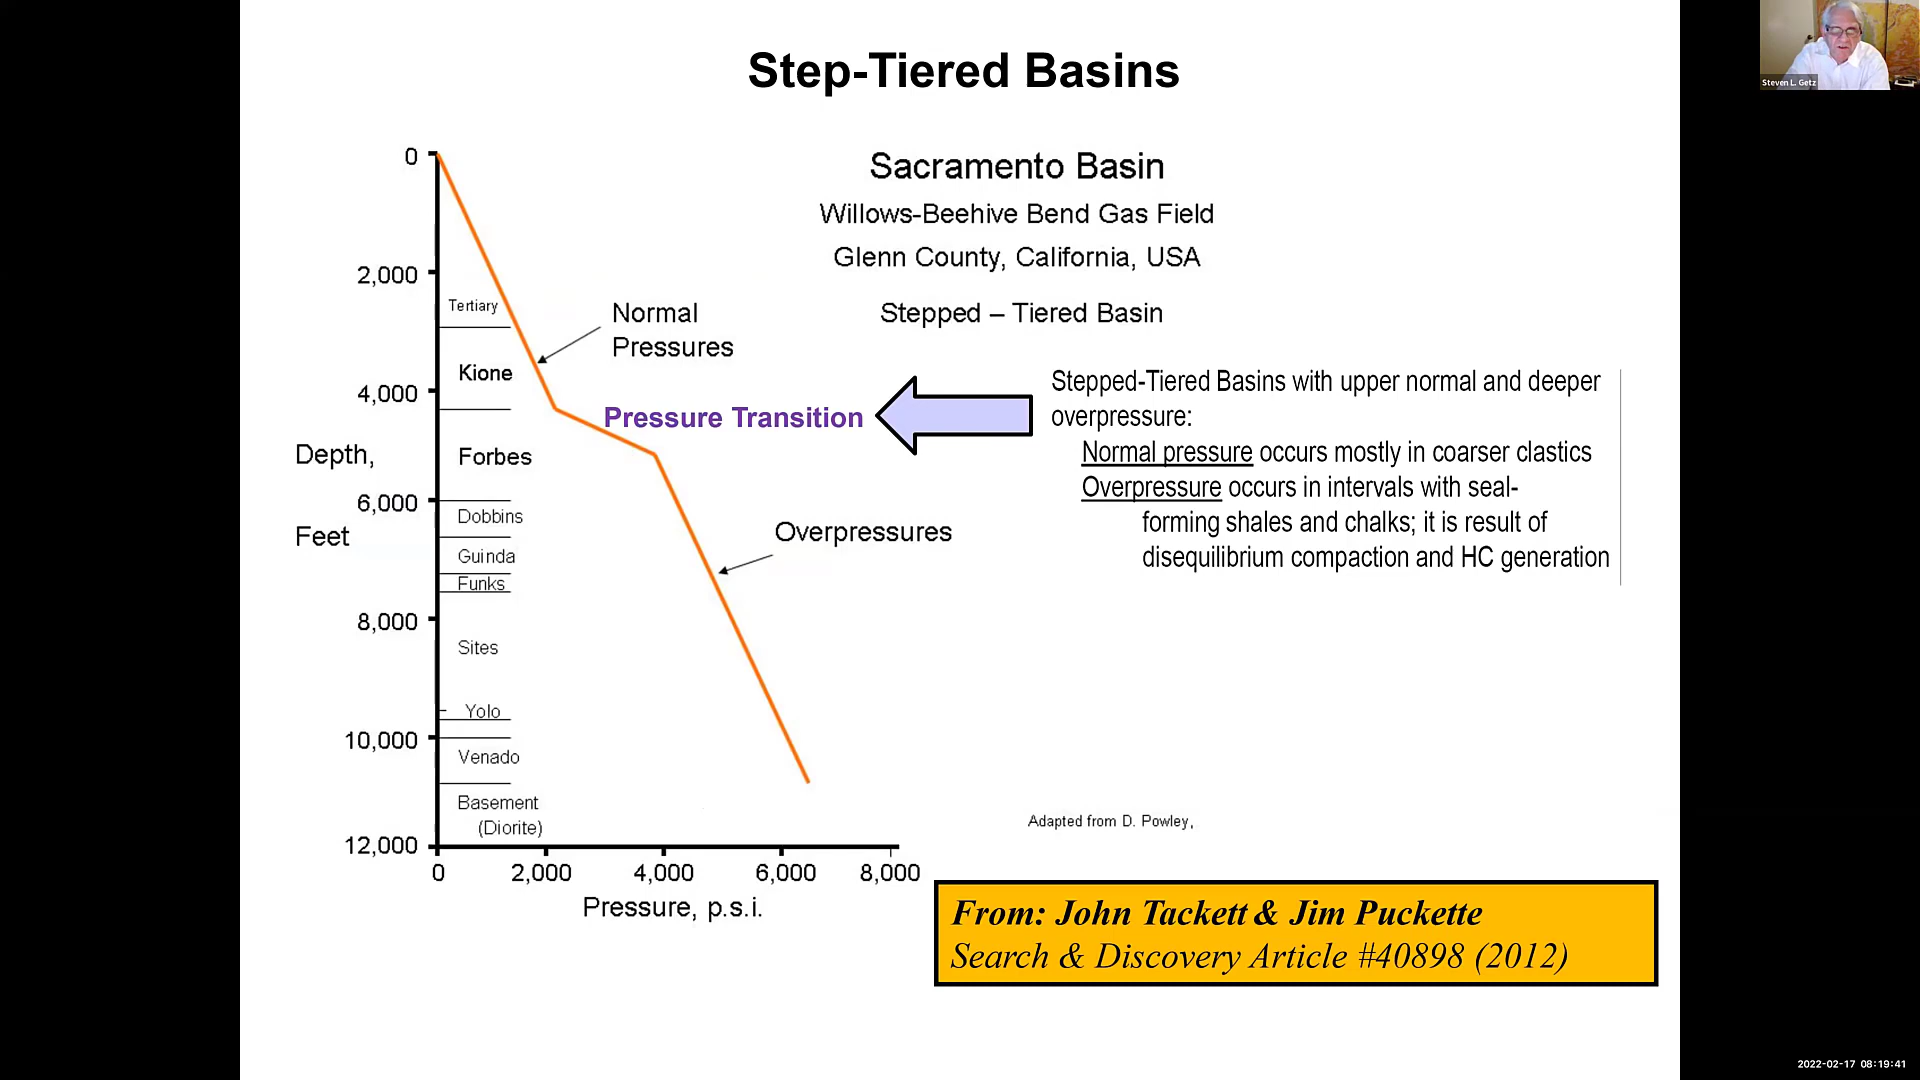 Step-Tiered Basins
Steven L. Getz
Sacramento Basin
Willows-Beehive Bend Gas Field
Glenn County, California, USA
Stepped – Tiered Basin
0
2,000
4,000
6,000
8,000
10,000
12,000
Depth,
Feet
Tertiary
Kione
Forbes
Dobbins
Guinda
Funks
Sites
Yolo
Venado
Basement
(Diorite)
Normal
Pressures
Pressure Transition
Overpressures
Stepped-Tiered Basins with upper normal and deeper
overpressure:
Normal pressure occurs mostly in coarser clastics
Overpressure occurs in intervals with seal-
forming shales and chalks; it is result of
disequilibrium compaction and HC generation
0 2,000 4,000 6,000 8,000
Pressure, p.s.i.
Adapted from D. Powley,
From: John Tackett & Jim Puckette
Search & Discovery Article #40898 (2012)
2022-02-17 08:19:41